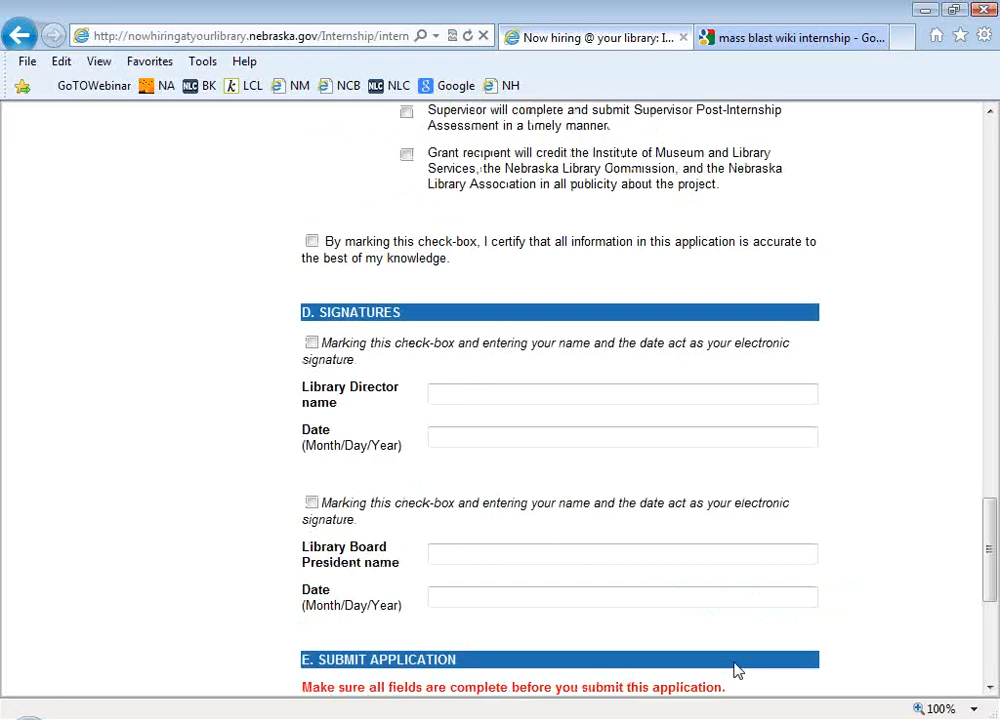 http://nowhiringatyourlibrary.nebraska.gov/Internship/intern
Now hiring @ your library: I...
mass blast wiki internship - Go...
File Edit View Favorites Tools Help
GoTOWebinar NA NLC BK k LCL NM NCB NLC NLC 8 Google NH
Supervisor will complete and submit Supervisor Post-Internship
Assessment in a timely manner.
Grant recipient will credit the Institute of Museum and Library
Services, the Nebraska Library Commission, and the Nebraska
Library Association in all publicity about the project.
By marking this check-box, I certify that all information in this application is accurate to
the best of my knowledge.
D. SIGNATURES
Marking this check-box and entering your name and the date act as your electronic
signature.
Library Director
name
Date
(Month/Day/Year)
Marking this check-box and entering your name and the date act as your electronic
signature.
Library Board
President name
Date
(Month/Day/Year)
E. SUBMIT APPLICATION
Make sure all fields are complete before you submit this application.
100%